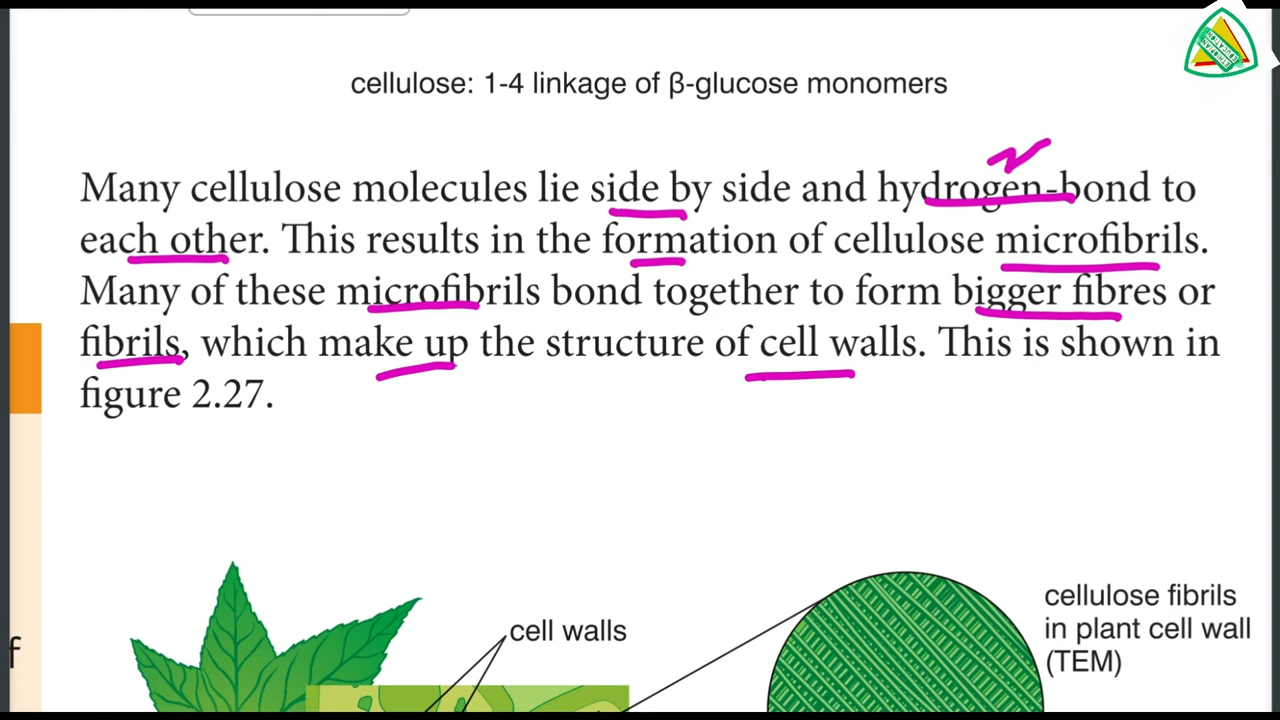 cellulose: 1-4 linkage of β-glucose monomers
Many cellulose molecules lie side by side and hydrogen-bond to
each other. This results in the formation of cellulose microfibrils.
Many of these microfibrils bond together to form bigger fibres or
fibrils, which make up the structure of cell walls. This is shown in
figure 2.27.
cell walls
cellulose fibrils
in plant cell wall
(TEM)
f